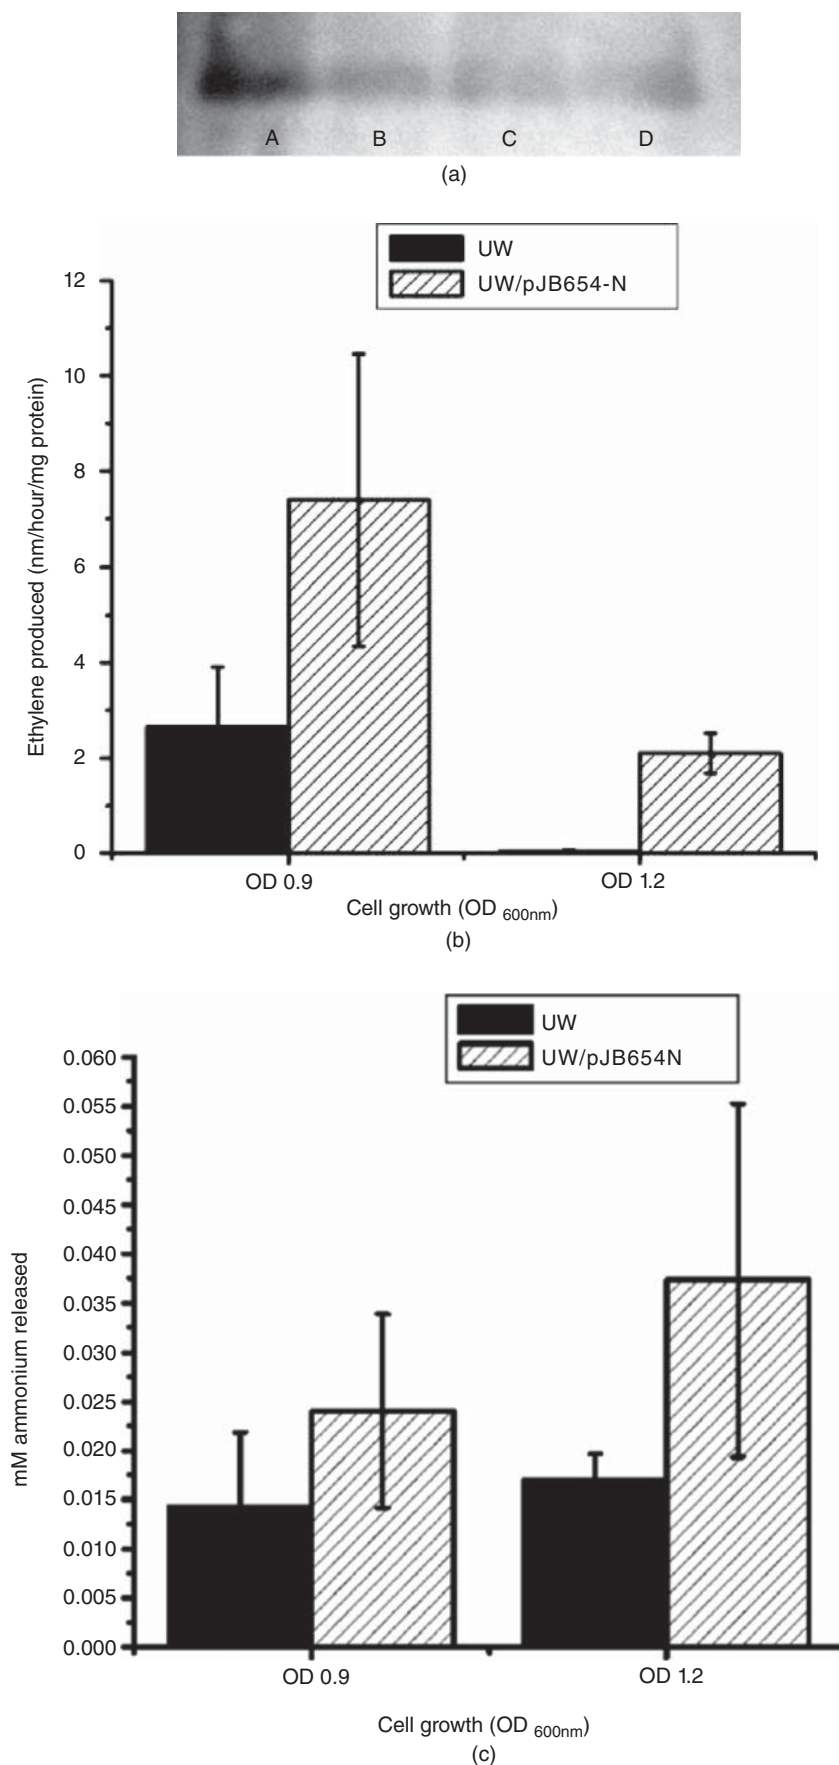 A B C D
(a)
UW
UW/pJB654-N
12
10
8
6
4
2
0
Ethylene produced (nm/hour/mg protein)
OD 0.9 OD 1.2
Cell growth (OD 600nm)
(b)
UW
UW/pJB654N
0.060
0.055
0.050
0.045
0.040
0.035
0.030
0.025
0.020
0.015
0.010
0.005
0.000
mM ammonium released
OD 0.9 OD 1.2
Cell growth (OD 600nm)
(c)